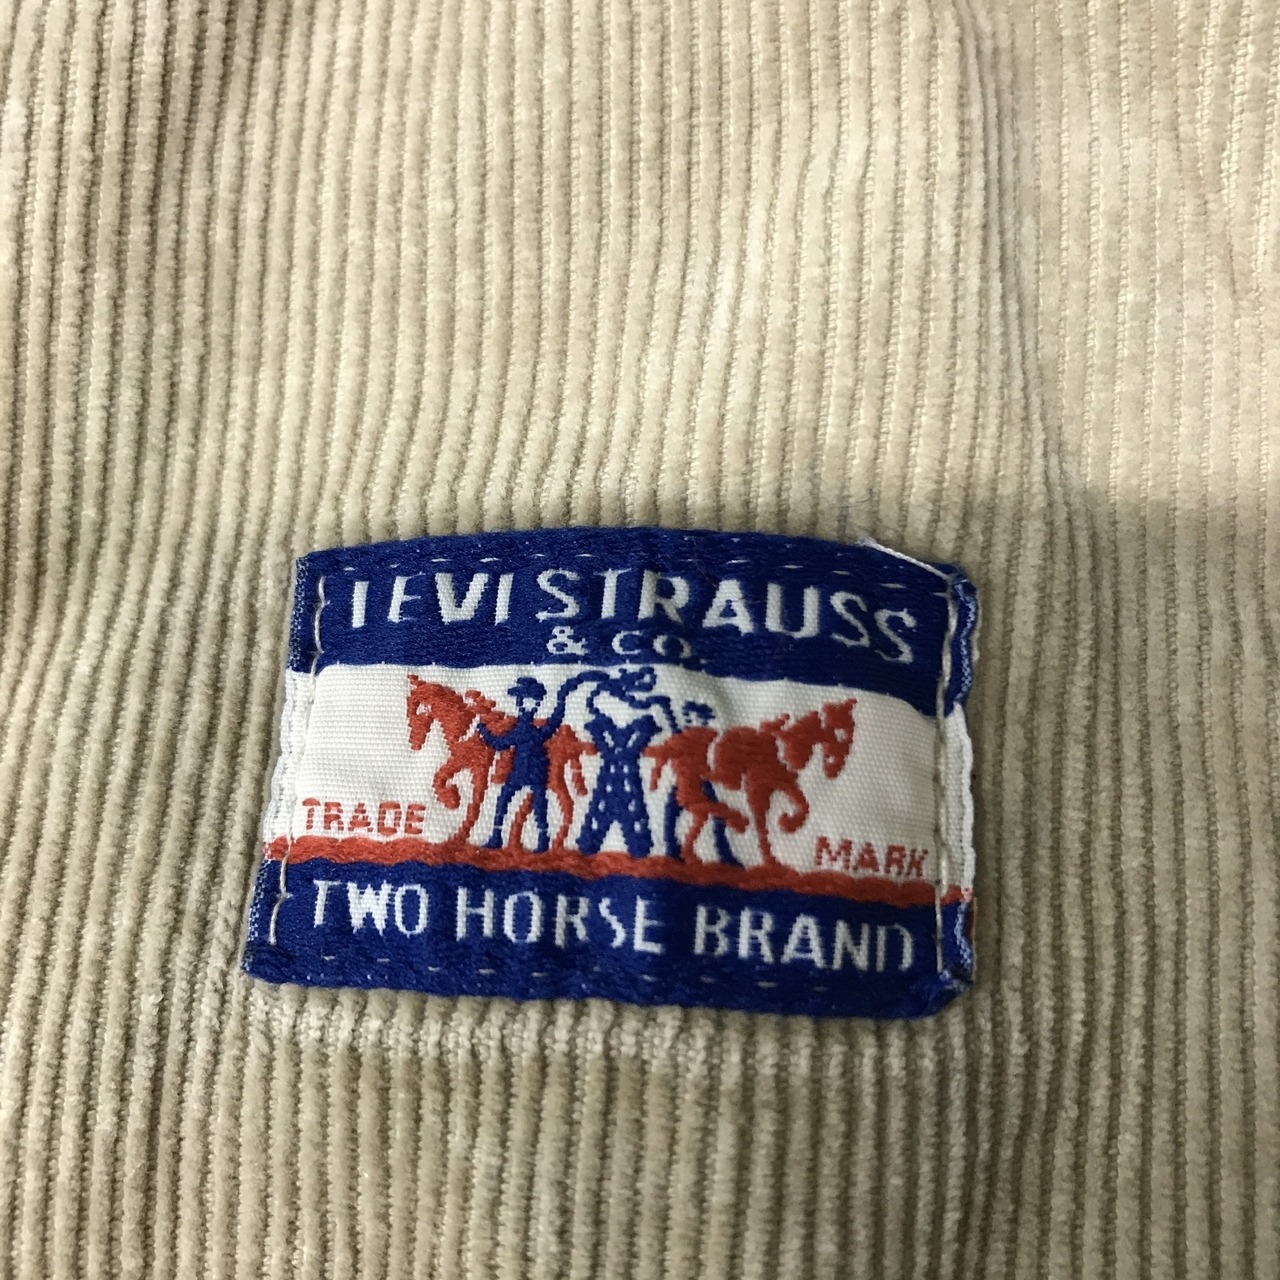 LEVI STRAUSS
& CO.
TRADE MARK
TWO HORSE BRAND